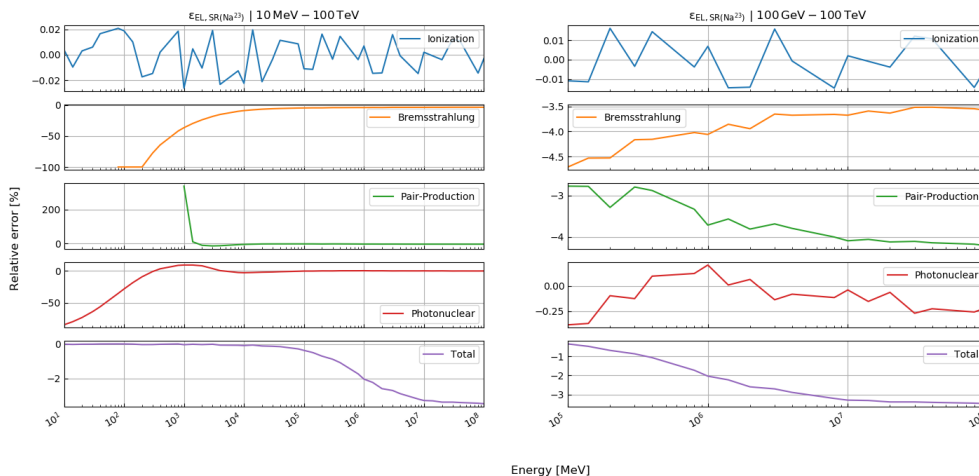 ε_EL, SR(Na²³) | 10 MeV − 100 TeV
ε_EL, SR(Na²³) | 100 GeV − 100 TeV
Relative error [%]
0.02
0.00
−0.02
Ionization
0
−50
−100
Bremsstrahlung
200
0
Pair-Production
0
−50
Photonuclear
0
−2
Total
10¹
10²
10³
10⁴
10⁵
10⁶
10⁷
10⁸
0.01
0.00
−0.01
Ionization
−3.5
−4.0
−4.5
Bremsstrahlung
−3
−4
Pair-Production
0.00
−0.25
Photonuclear
−1
−2
−3
Total
10⁵
10⁶
10⁷
Energy [MeV]